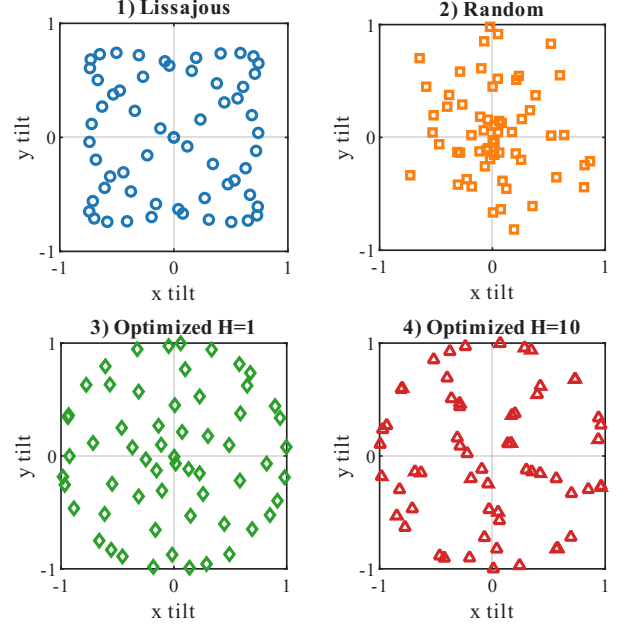 1) Lissajous
2) Random
1
0
-1
-1
0
1
y tilt
x tilt
1
0
-1
-1
0
1
y tilt
x tilt
3) Optimized H=1
4) Optimized H=10
1
0
-1
-1
0
1
y tilt
x tilt
1
0
-1
-1
0
1
y tilt
x tilt